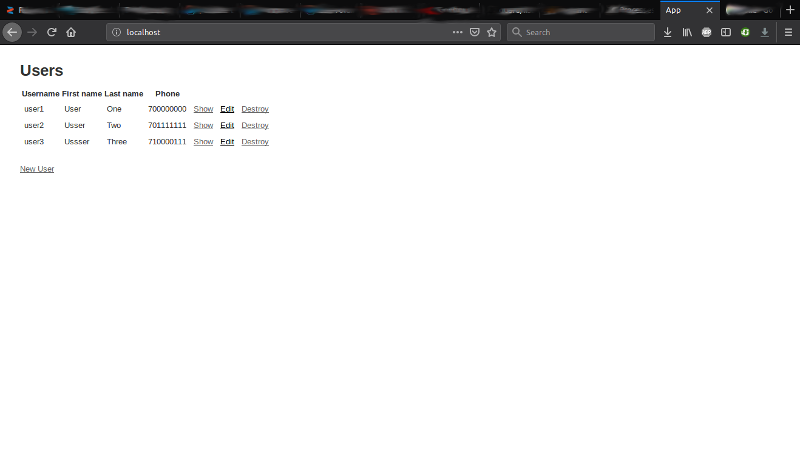 App
localhost
Search
Users
Username First name Last name Phone
user1 User One 700000000 Show Edit Destroy
user2 Usser Two 701111111 Show Edit Destroy
user3 Ussser Three 710000111 Show Edit Destroy
New User